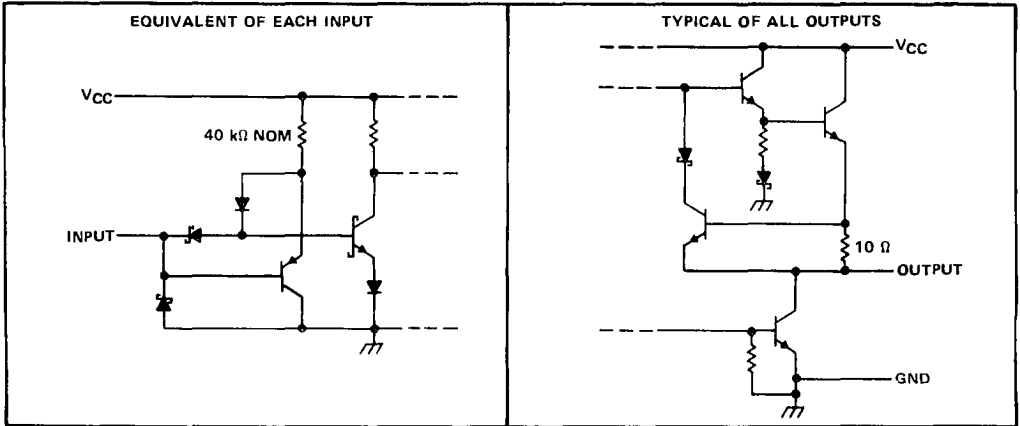 EQUIVALENT OF EACH INPUT
VCC
40 kΩ NOM
INPUT
TYPICAL OF ALL OUTPUTS
VCC
10 Ω
OUTPUT
GND